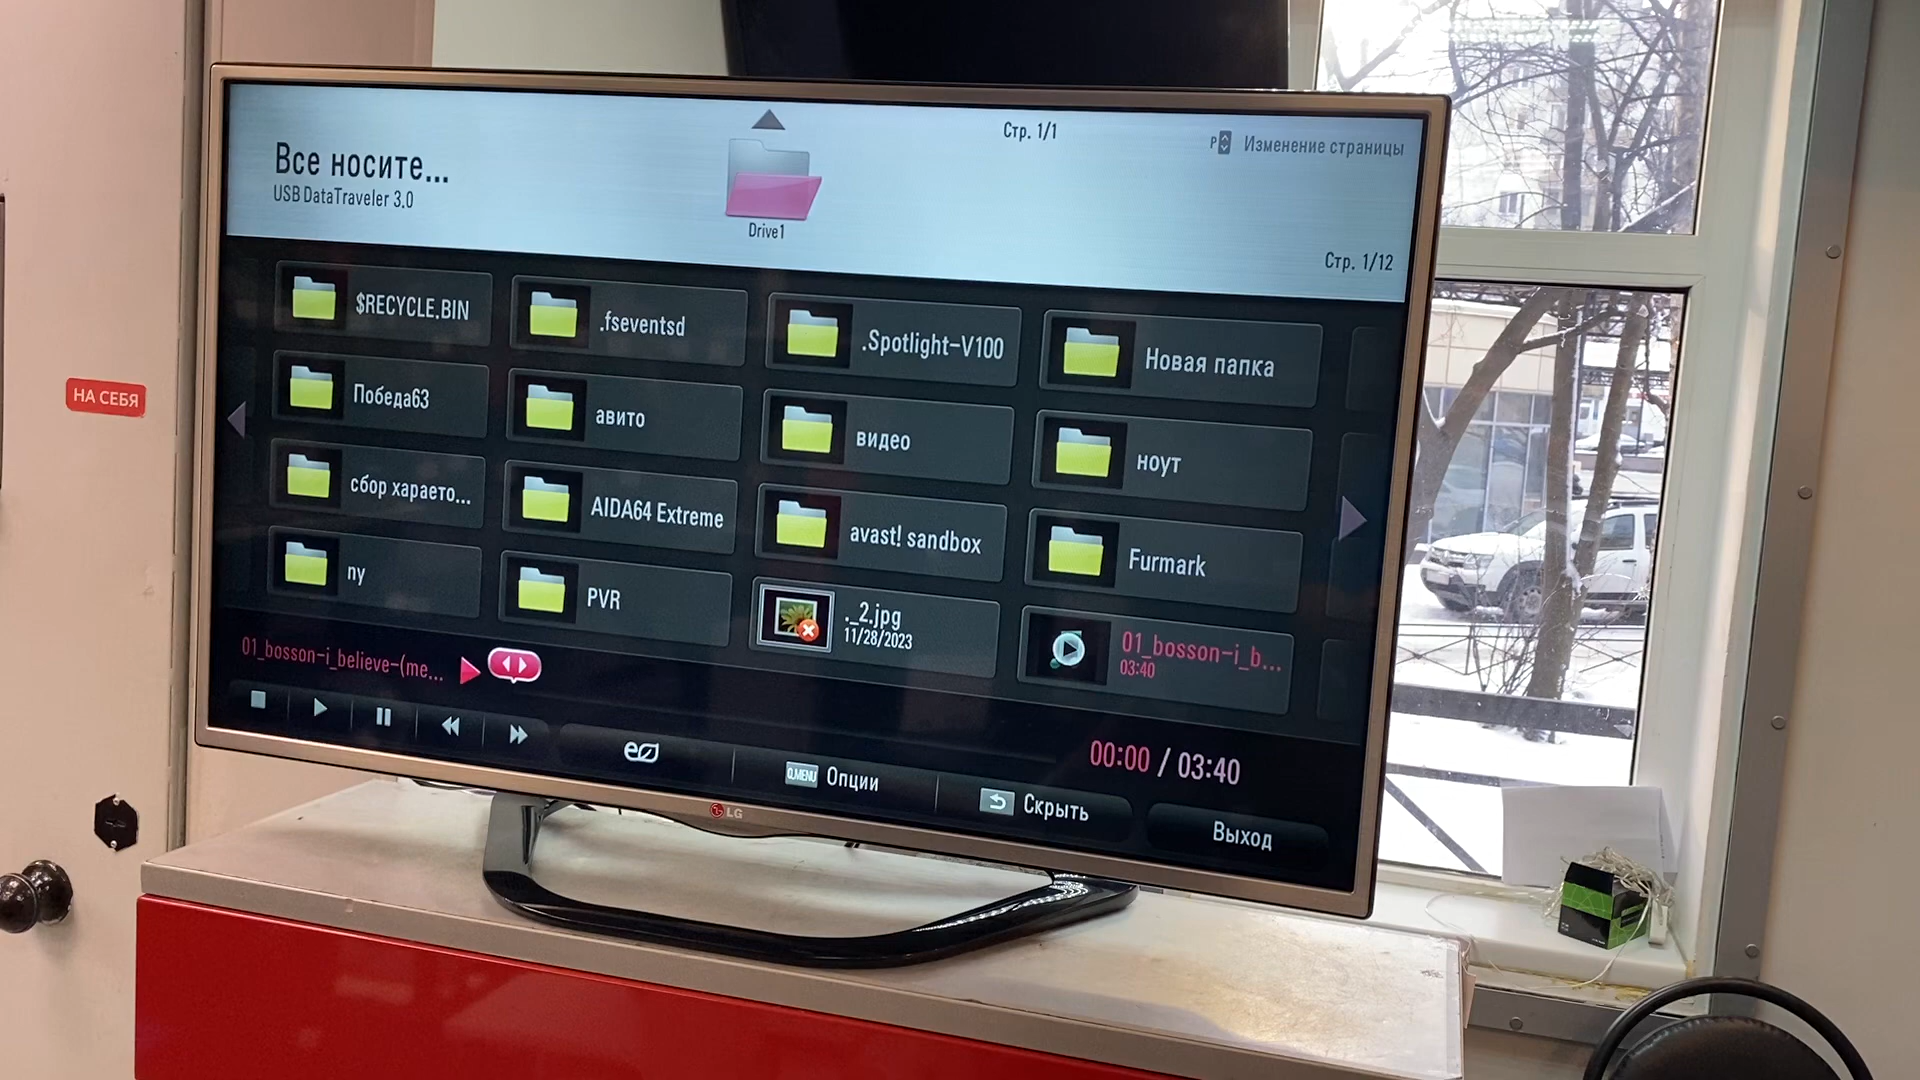 Стр. 1/1
P Изменение страницы
Все носите...
USB DataTraveler 3.0
Drive1
Стр. 1/12
$RECYCLE.BIN
.fseventsd
.Spotlight-V100
Новая папка
Победа63
авито
видео
ноут
сбор хараето...
AIDA64 Extreme
avast! sandbox
Furmark
ny
PVR
._2.jpg
11/28/2023
01_bosson-i_b...
03:40
01_bosson-i_believe-(me...
00:00 / 03:40
Q.MENU Опции
Скрыть
Выход
LG
НА СЕБЯ